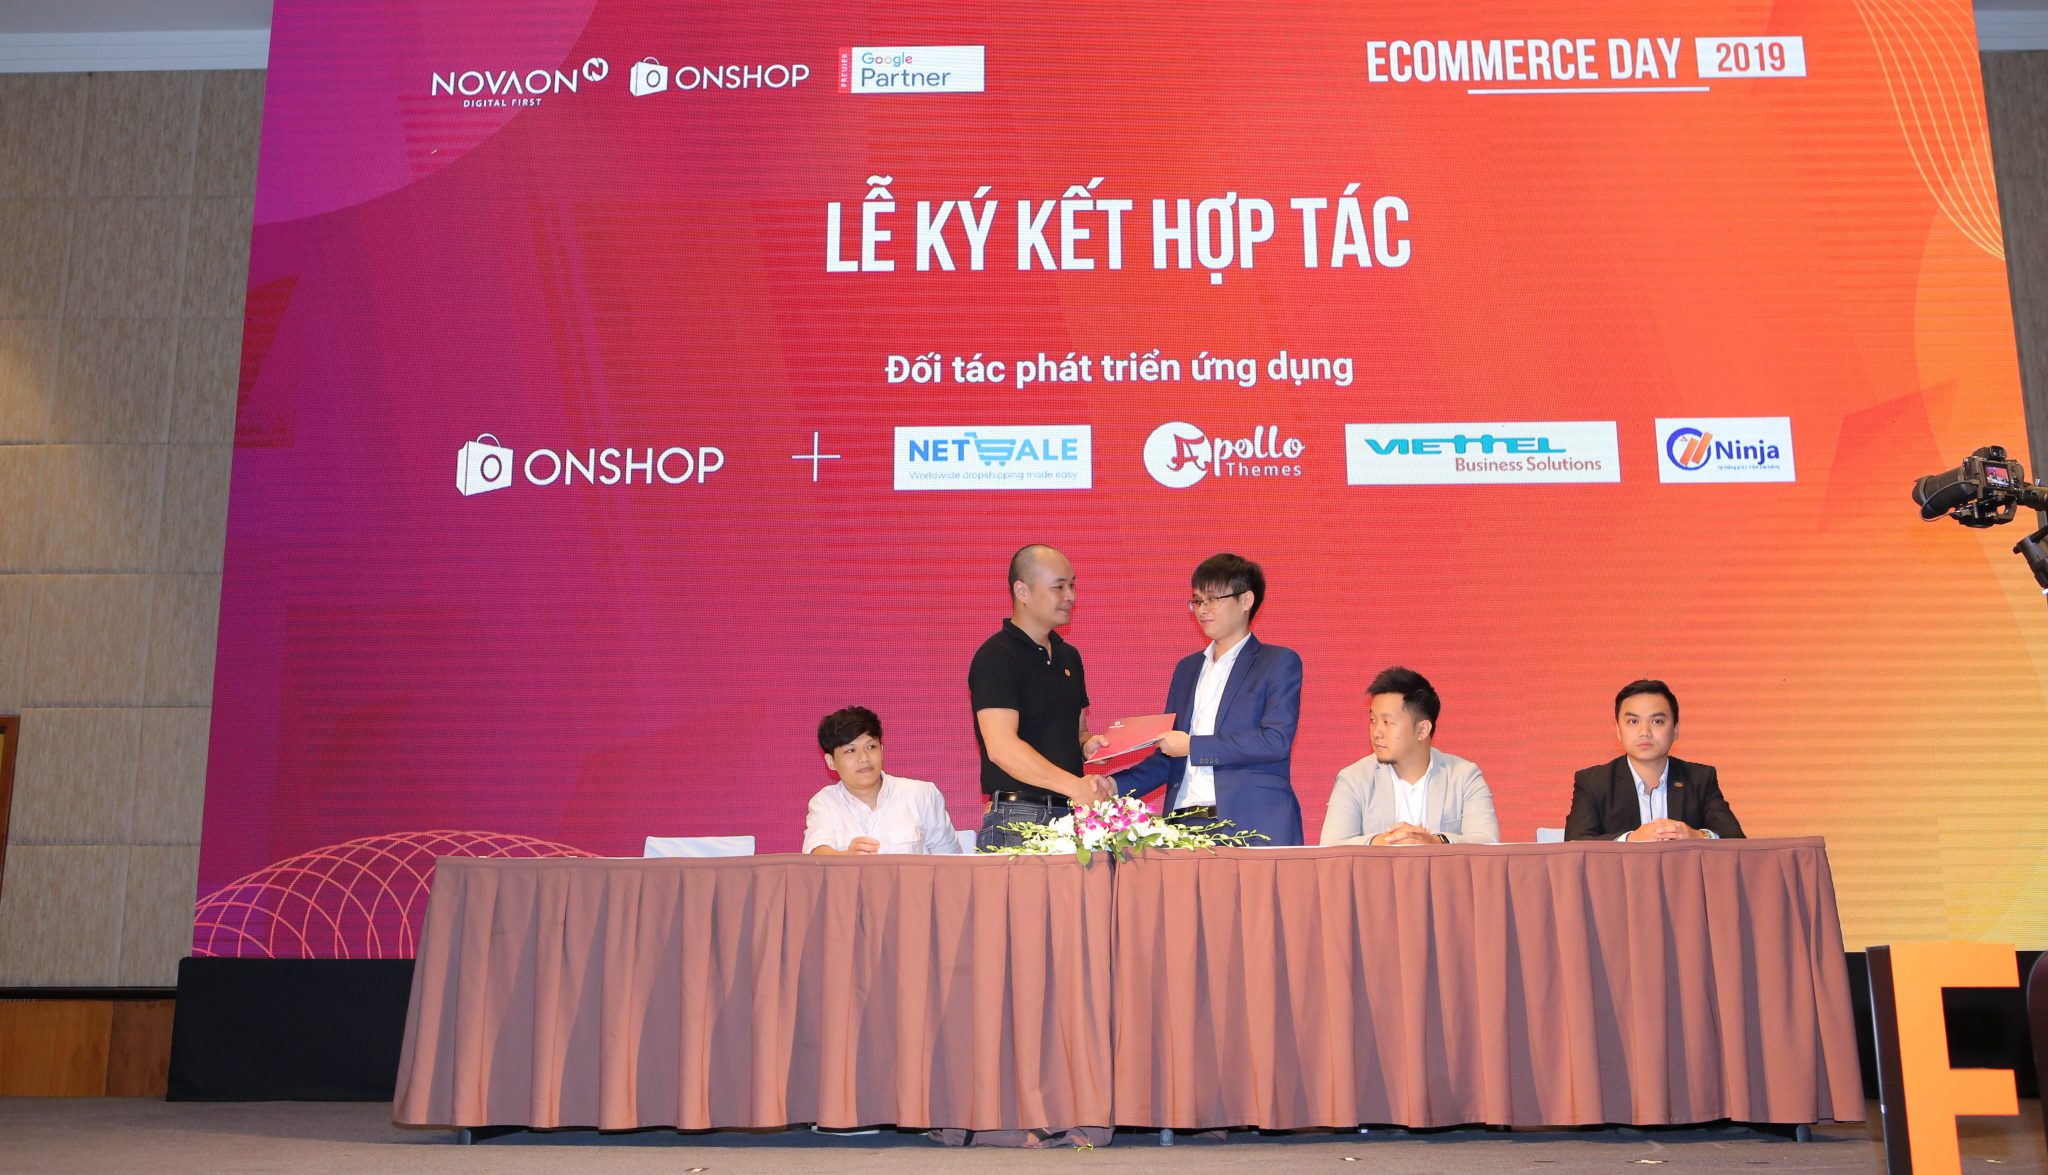 NOVAON
DIGITAL FIRST
ONSHOP
PREMIER
Google
Partner
ECOMMERCE DAY 2019
LỄ KÝ KẾT HỢP TÁC
Đối tác phát triển ứng dụng
ONSHOP +
NETSALE
Worldwide dropshipping made easy
Apollo
Themes
VIETTEL
Business Solutions
Ninja
F